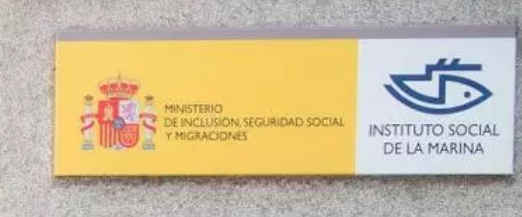 MINISTERIO
DE INCLUSIÓN, SEGURIDAD SOCIAL
Y MIGRACIONES
INSTITUTO SOCIAL
DE LA MARINA